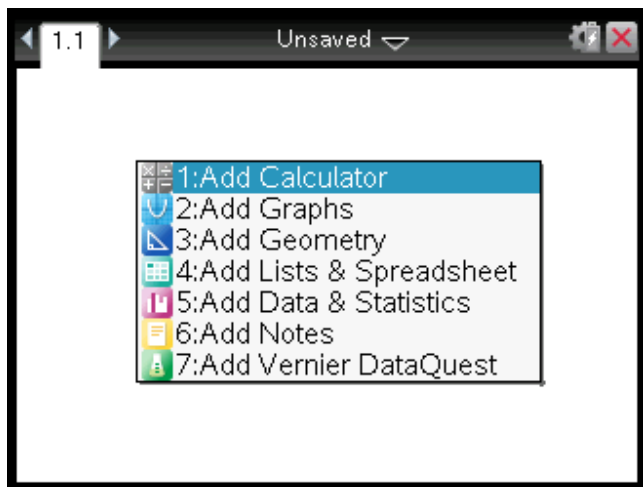 1.1 Unsaved
1:Add Calculator
2:Add Graphs
3:Add Geometry
4:Add Lists & Spreadsheet
5:Add Data & Statistics
6:Add Notes
7:Add Vernier DataQuest